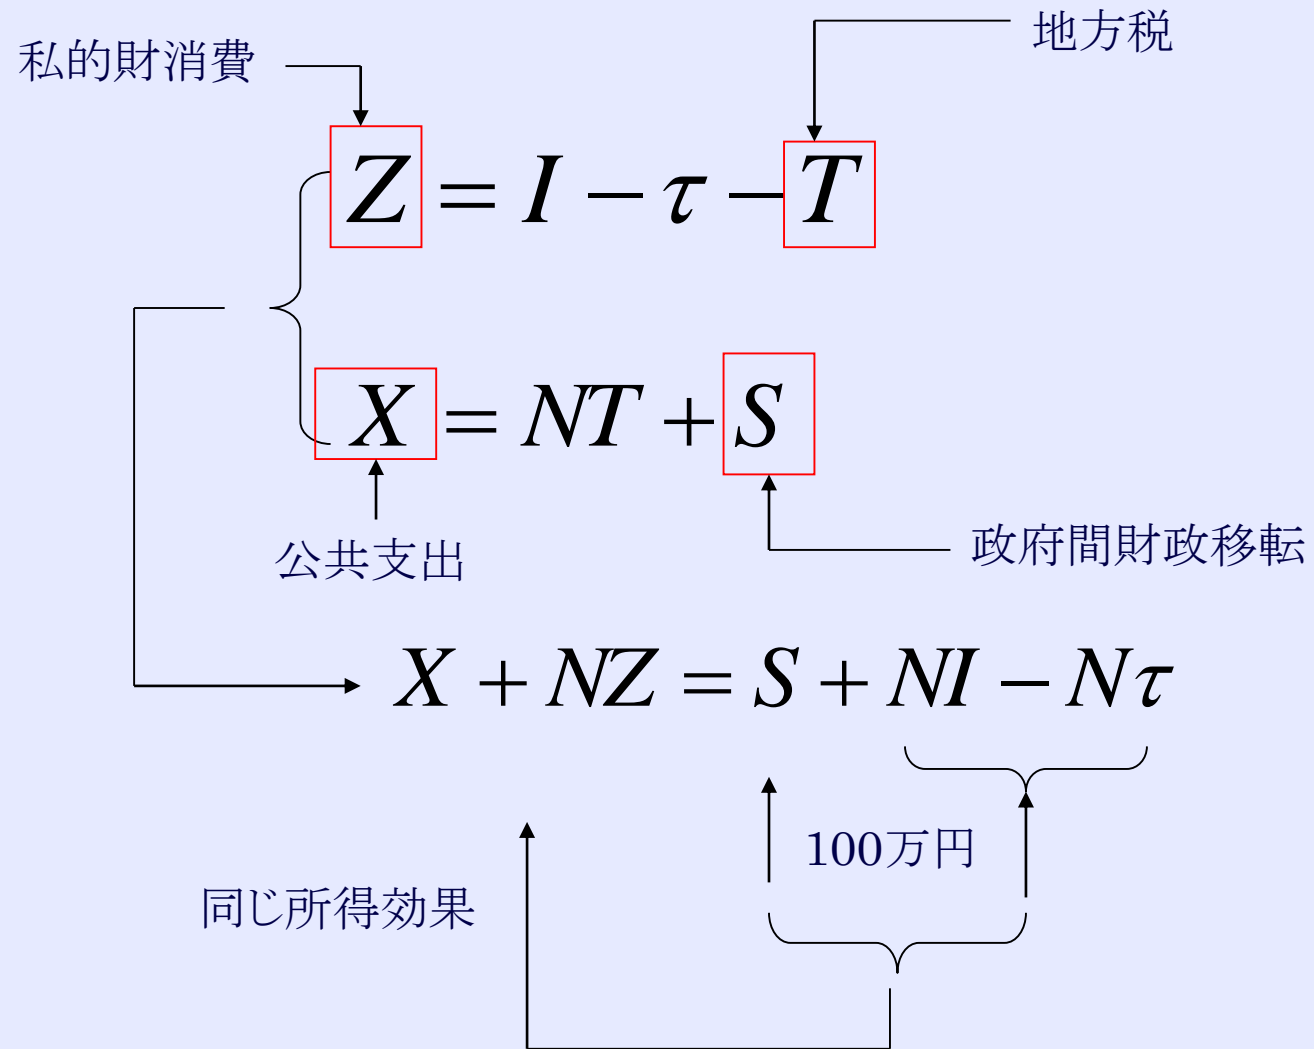 地方税
私的財消費
Z = I − τ − T
X = NT + S
政府間財政移転
公共支出
X + NZ = S + NI − Nτ
100万円
同じ所得効果